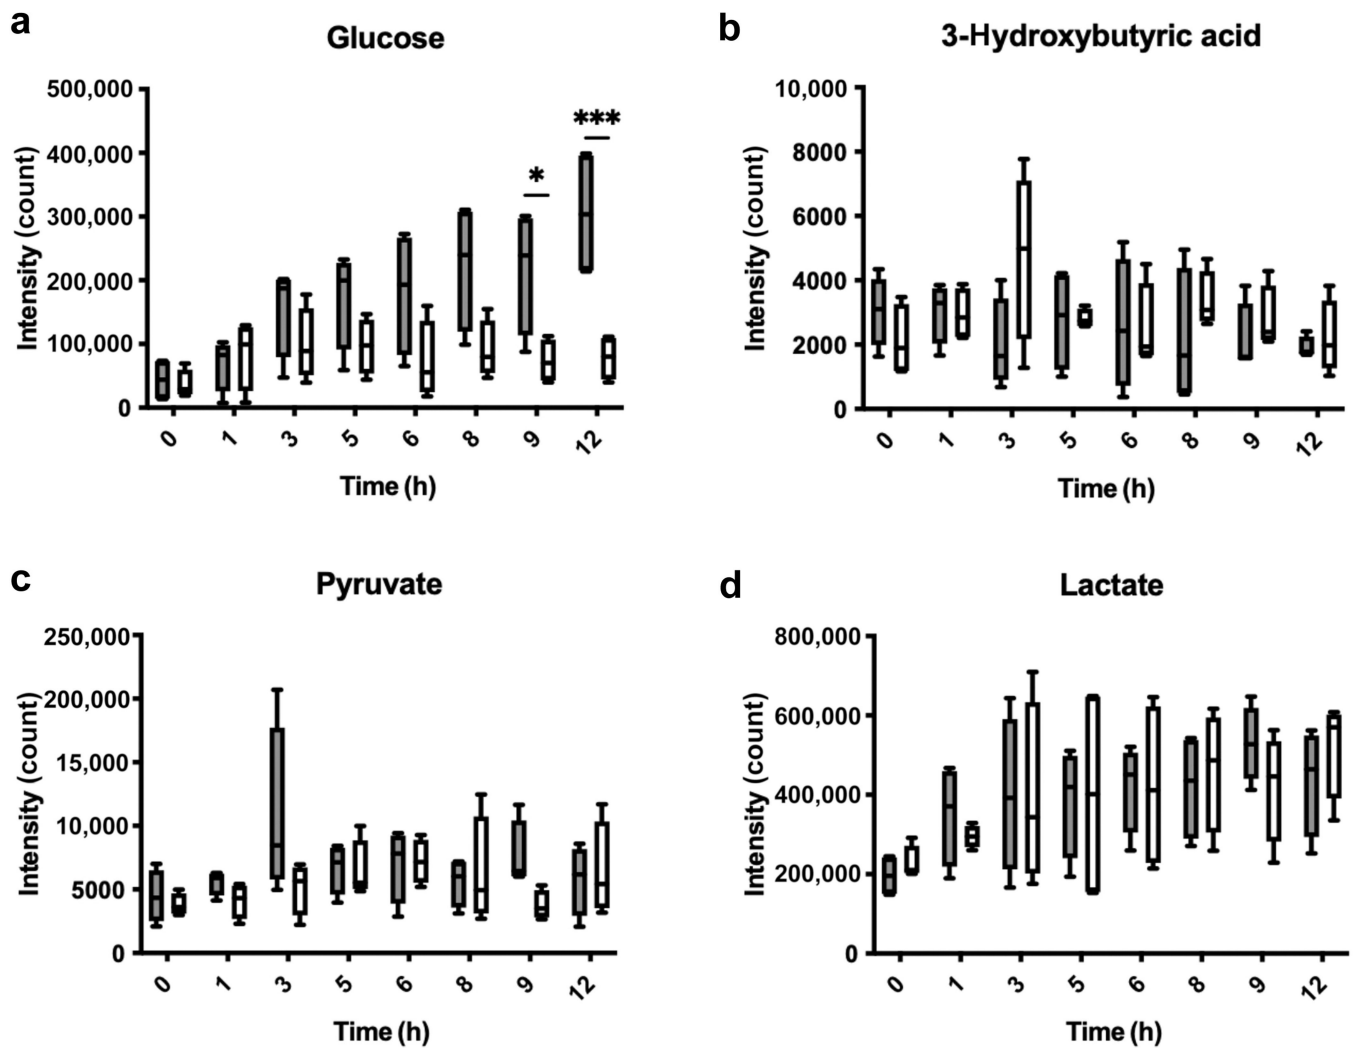 a
Glucose
500,000
400,000
300,000
200,000
100,000
0
Intensity (count)
*
***
0 1 3 5 6 8 9 12
Time (h)
b
3-Hydroxybutyric acid
10,000
8000
6000
4000
2000
0
Intensity (count)
0 1 3 5 6 8 9 12
Time (h)
c
Pyruvate
250,000
200,000
15,000
10,000
5000
0
Intensity (count)
0 1 3 5 6 8 9 12
Time (h)
d
Lactate
800,000
600,000
400,000
200,000
0
Intensity (count)
0 1 3 5 6 8 9 12
Time (h)